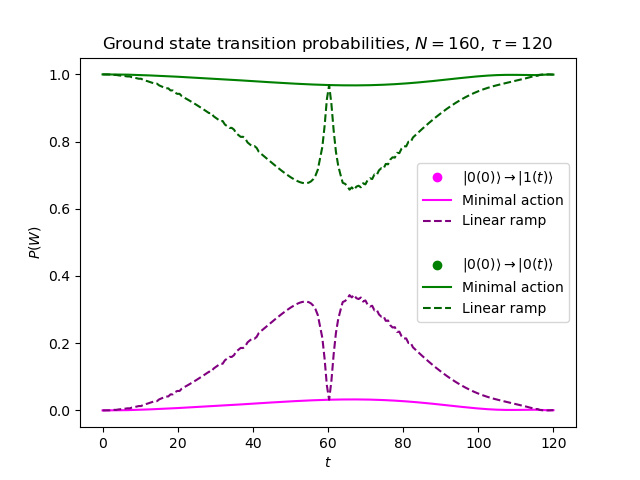 Ground state transition probabilities, N = 160, τ = 120
1.0
0.8
0.6
0.4
0.2
0.0
P(W)
|0(0)⟩ → |1(t)⟩
Minimal action
Linear ramp
|0(0)⟩ → |0(t)⟩
Minimal action
Linear ramp
0 20 40 60 80 100 120
t